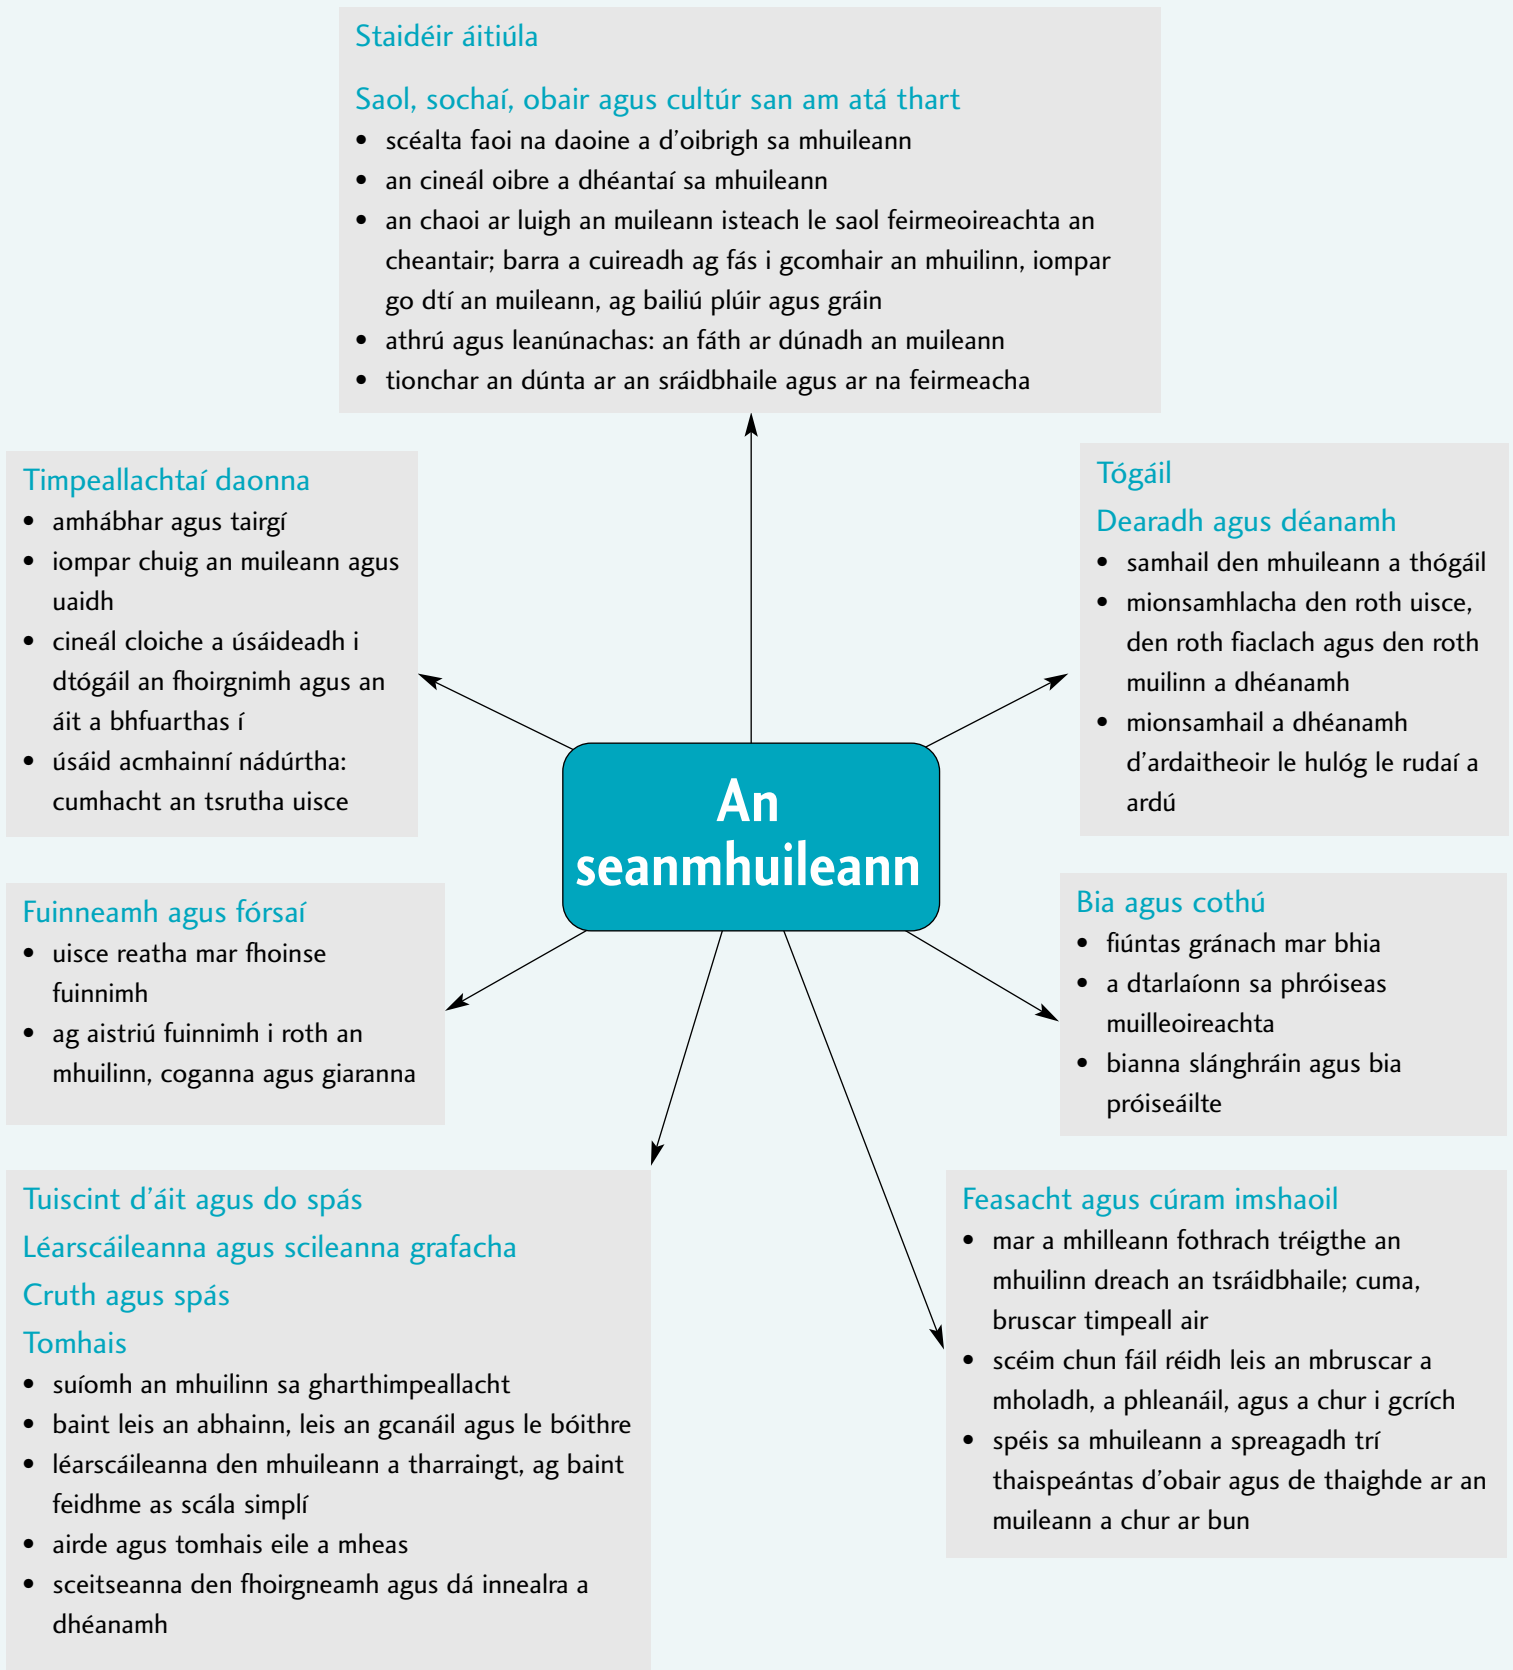 Staidéir áitiúla
Saol, sochaí, obair agus cultúr san am atá thart
• scéalta faoi na daoine a d'oibrigh sa mhuileann
• an cineál oibre a dhéantaí sa mhuileann
• an chaoi ar luigh an muileann isteach le saol feirmeoireachta an
cheantair; barra a cuireadh ag fás i gcomhair an mhuilinn, iompar
go dtí an muileann, ag bailiú plúir agus gráin
• athrú agus leanúnachas: an fáth ar dúnadh an muileann
• tionchar an dúnta ar an sráidbhaile agus ar na feirmeacha
Timpeallachtaí daonna
• amhábhar agus tairgí
• iompar chuig an muileann agus
uaidh
• cineál cloiche a úsáideadh i
dtógáil an fhoirgnimh agus an
áit a bhfuarthas í
• úsáid acmhainní nádúrtha:
cumhacht an tsrutha uisce
Tógáil
Dearadh agus déanamh
• samhail den mhuileann a thógáil
• mionsamhlacha den roth uisce,
den roth fiaclach agus den roth
muilinn a dhéanamh
• mionsamhail a dhéanamh
d'ardaitheoir le hulóg le rudaí a
ardú
An
seanmhuileann
Fuinneamh agus fórsaí
• uisce reatha mar fhoinse
fuinnimh
• ag aistriú fuinnimh i roth an
mhuilinn, coganna agus giaranna
Bia agus cothú
• fiúntas gránach mar bhia
• a dtarlaíonn sa phróiseas
muilleoireachta
• bianna slánghráin agus bia
próiseáilte
Tuiscint d'áit agus do spás
Léarscáileanna agus scileanna grafacha
Cruth agus spás
Tomhais
• suíomh an mhuilinn sa gharthimpeallacht
• baint leis an abhainn, leis an gcanáil agus le bóithre
• léarscáileanna den mhuileann a tharraingt, ag baint
feidhme as scála simplí
• airde agus tomhais eile a mheas
• sceitseanna den fhoirgneamh agus dá innealra a
dhéanamh
Feasacht agus cúram imshaoil
• mar a mhilleann fothrach tréigthe an
mhuilinn dreach an tsráidbhaile; cuma,
bruscar timpeall air
• scéim chun fáil réidh leis an mbruscar a
mholadh, a phleanáil, agus a chur i gcrích
• spéis sa mhuileann a spreagadh trí
thaispeántas d'obair agus de thaighde ar an
muileann a chur ar bun